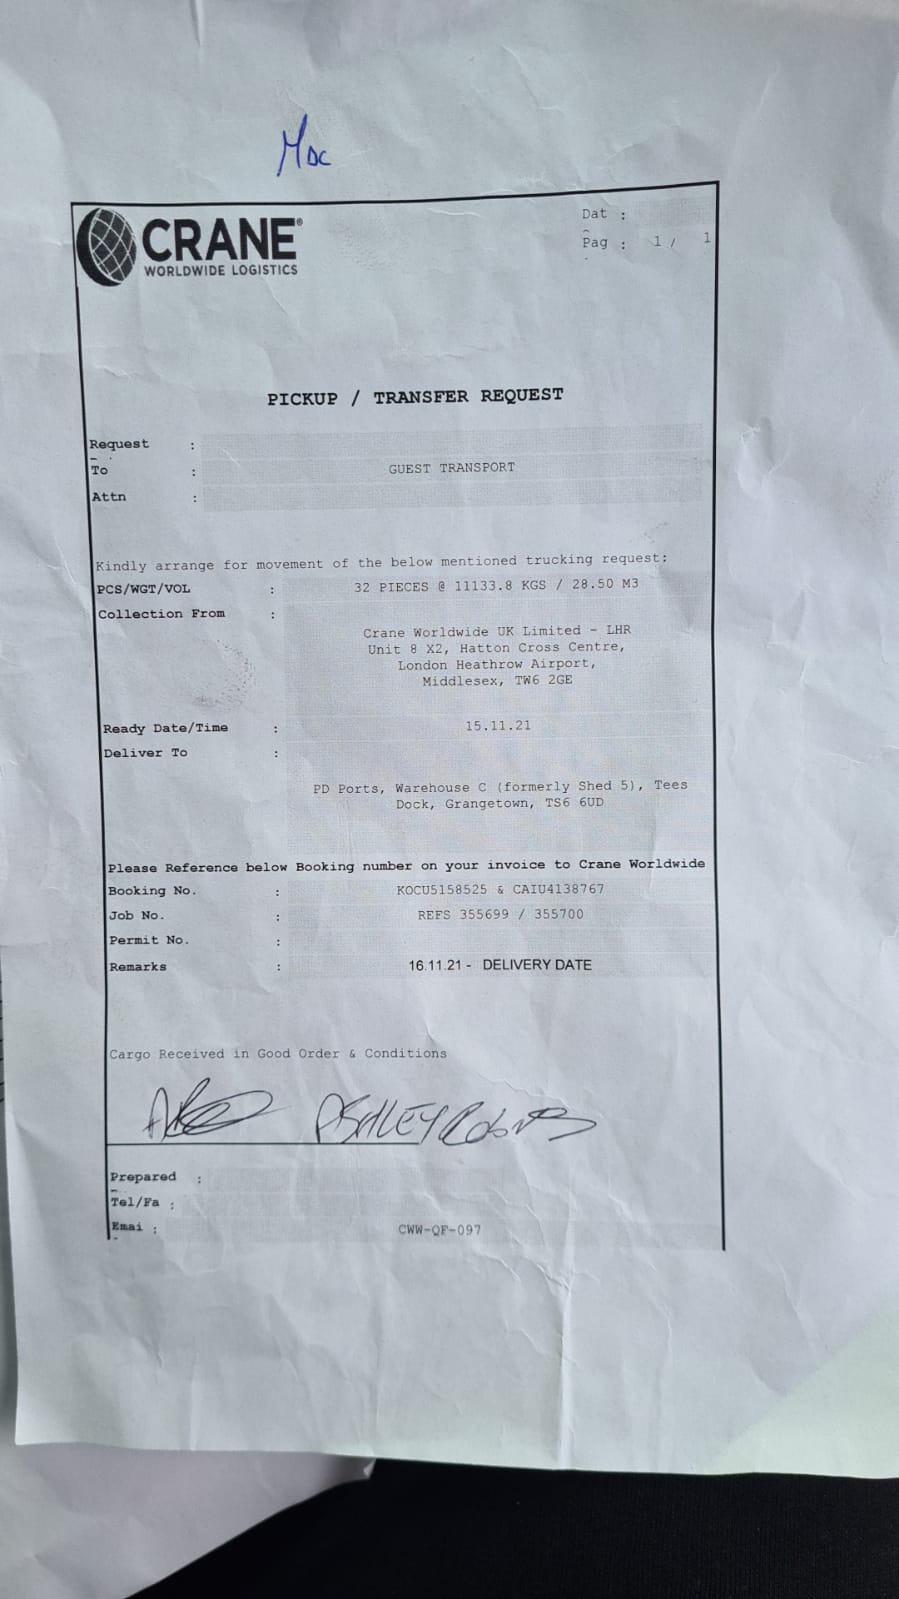 MDC
CRANE®
WORLDWIDE LOGISTICS
Dat :
Pag : 1 / 1
PICKUP / TRANSFER REQUEST
Request :
To : GUEST TRANSPORT
Attn :
Kindly arrange for movement of the below mentioned trucking request:
PCS/WGT/VOL : 32 PIECES @ 11133.8 KGS / 28.50 M3
Collection From :
Crane Worldwide UK Limited - LHR
Unit 8 X2, Hatton Cross Centre,
London Heathrow Airport,
Middlesex, TW6 2GE
Ready Date/Time : 15.11.21
Deliver To :
PD Ports, Warehouse C (formerly Shed 5), Tees
Dock, Grangetown, TS6 6UD
Please Reference below Booking number on your invoice to Crane Worldwide
Booking No. : KOCU5158525 & CAIU4138767
Job No. : REFS 355699 / 355700
Permit No. :
Remarks : 16.11.21 - DELIVERY DATE
Cargo Received in Good Order & Conditions
ASHLEY
Prepared :
Tel/Fa :
Emai : CWW-QF-097